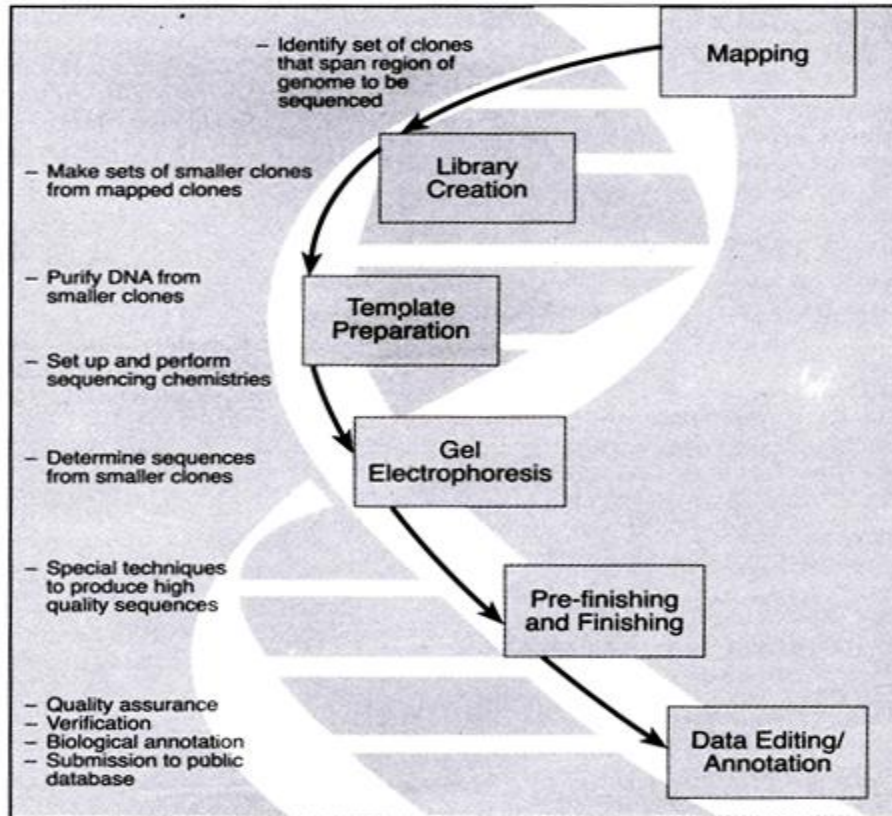 – Identify set of clones
that span region of
genome to be
sequenced
Mapping
– Make sets of smaller clones
from mapped clones
Library
Creation
– Purify DNA from
smaller clones
Template
Preparation
– Set up and perform
sequencing chemistries
– Determine sequences
from smaller clones
Gel
Electrophoresis
– Special techniques
to produce high
quality sequences
Pre-finishing
and Finishing
– Quality assurance
– Verification
– Biological annotation
– Submission to public
database
Data Editing/
Annotation